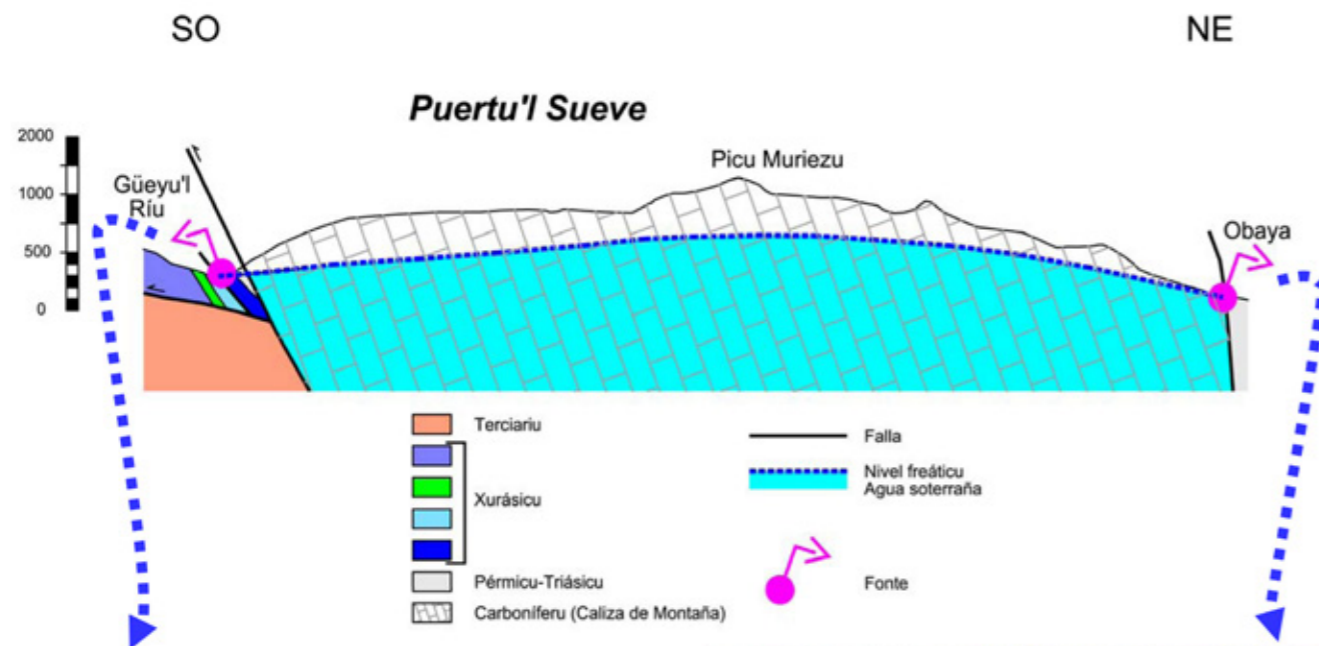 SO
NE
Puertu'l Sueve
2000
1000
500
0
Güeyu'l
Ríu
Picu Muriezu
Obaya
Terciariu
Xurásicu
Pérmicu-Triásicu
Carboníferu (Caliza de Montaña)
Falla
Nivel freáticu
Agua soterraña
Fonte